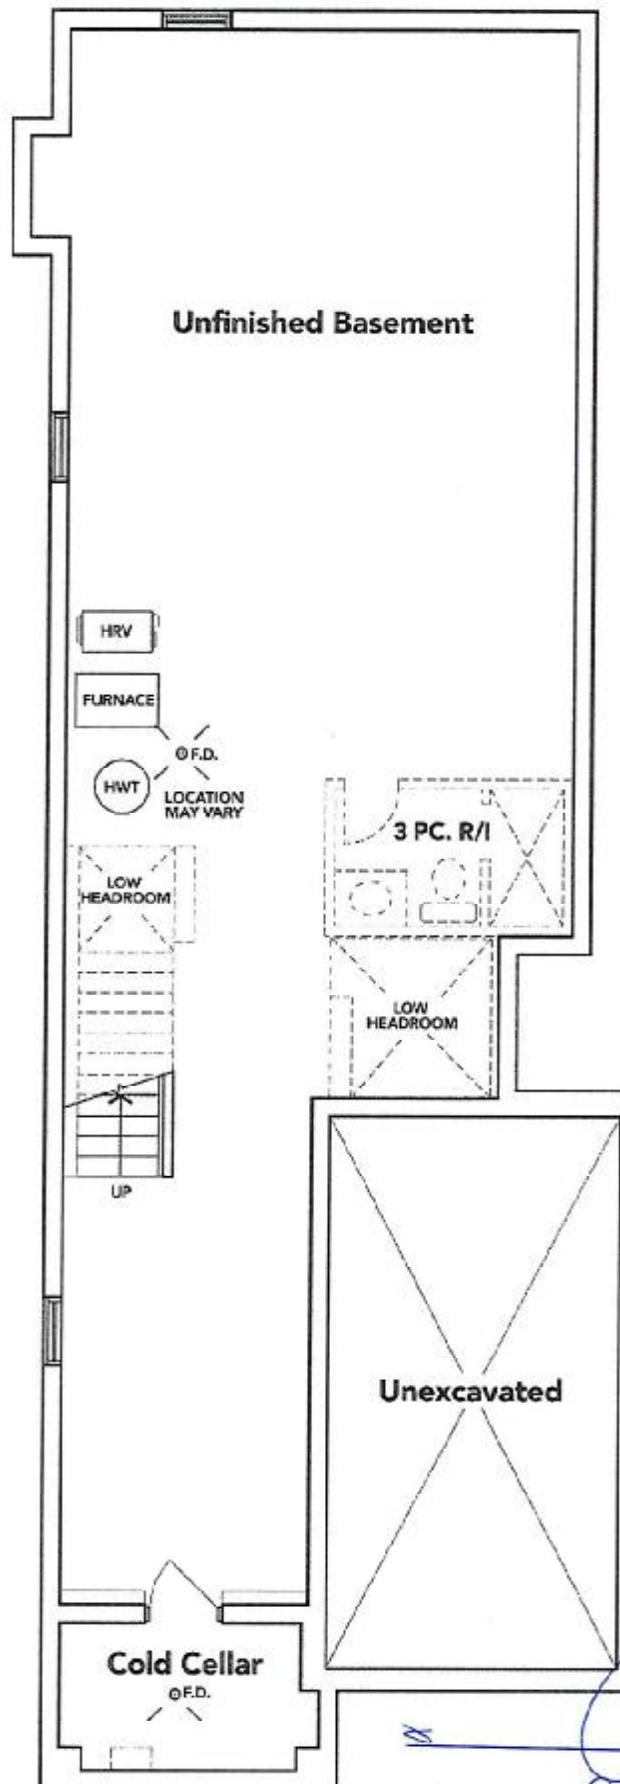 Unfinished Basement
HRV
FURNACE
F.D.
HWT
LOCATION
MAY VARY
3 PC. R/I
LOW
HEADROOM
LOW
HEADROOM
UP
Unexcavated
Cold Cellar
F.D.